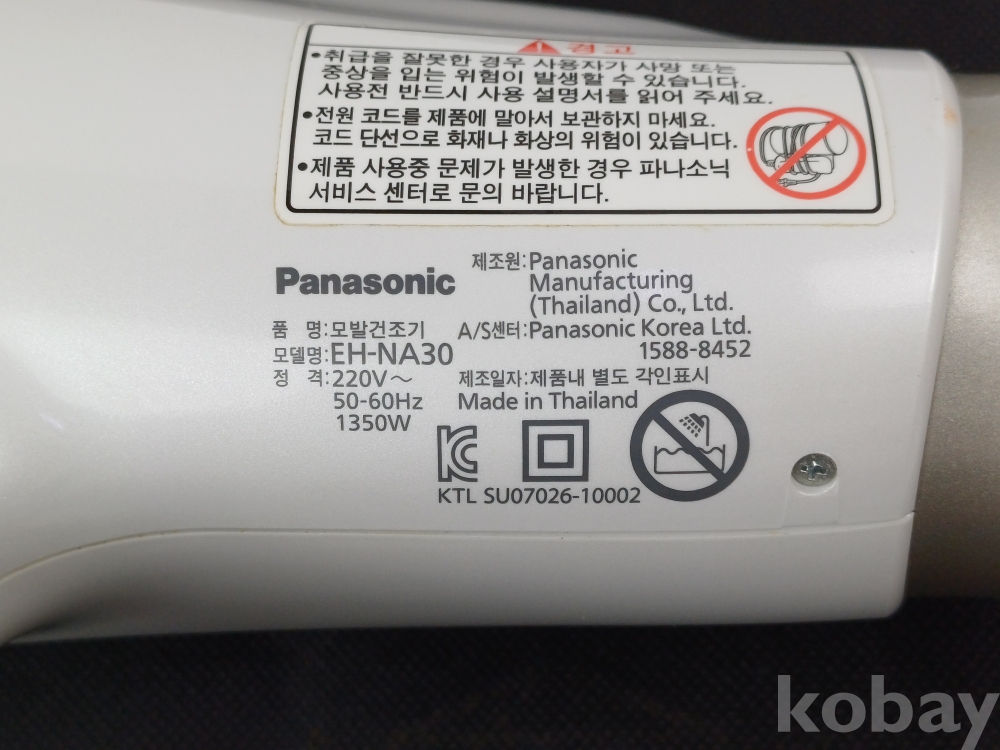 경고
•취급을 잘못한 경우 사용자가 사망 또는
중상을 입는 위험이 발생할 수 있습니다.
사용전 반드시 사용 설명서를 읽어 주세요.
•전원 코드를 제품에 말아서 보관하지 마세요.
코드 단선으로 화재나 화상의 위험이 있습니다.
•제품 사용중 문제가 발생한 경우 파나소닉
서비스 센터로 문의 바랍니다.
Panasonic
제조원:Panasonic
Manufacturing
(Thailand) Co., Ltd.
품 명:모발건조기
A/S센터:Panasonic Korea Ltd.
1588-8452
모델명:EH-NA30
정 격:220V~
50-60Hz
1350W
제조일자:제품내 별도 각인표시
Made in Thailand
KTL SU07026-10002
kobay